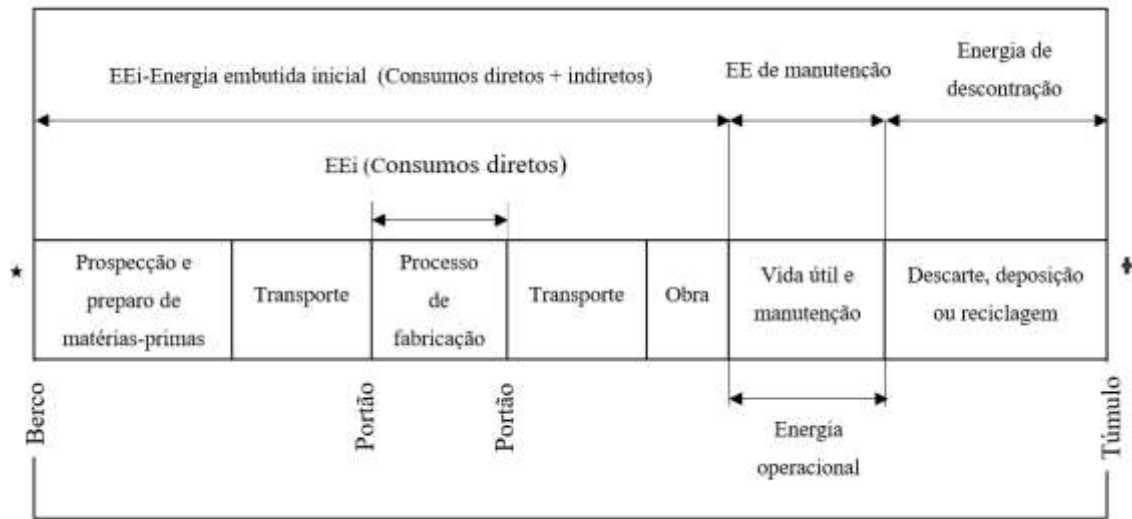 EEi-Energia embutida inicial (Consumos diretos + indiretos)
EE de manutenção
Energia de
descontração
EEi (Consumos diretos)
Prospecção e
preparo de
matérias-primas
Transporte
Processo
de
fabricação
Transporte
Obra
Vida útil e
manutenção
Descarte, deposição
ou reciclagem
Berco
Portão
Portão
Túmulo
Energia
operacional